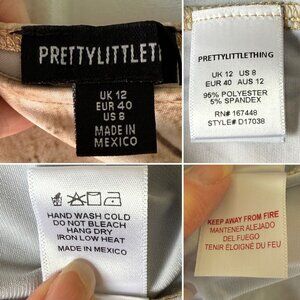 PRETTYLITTLETI
UK 12
EUR 40
US 8
MADE IN
MEXICO
PRETTYLITTLETHING
UK 12 US 8
EUR 40 AUS 12
95% POLYESTER
5% SPANDEX
RN# 167448
STYLE# D17038
HAND WASH COLD
DO NOT BLEACH
HANG DRY
IRON LOW HEAT
MADE IN MEXICO
KEEP AWAY FROM FIRE
MANTENER ALEJADO
DEL FUEGO
TENIR ÉLOIGNÉ DU FEU